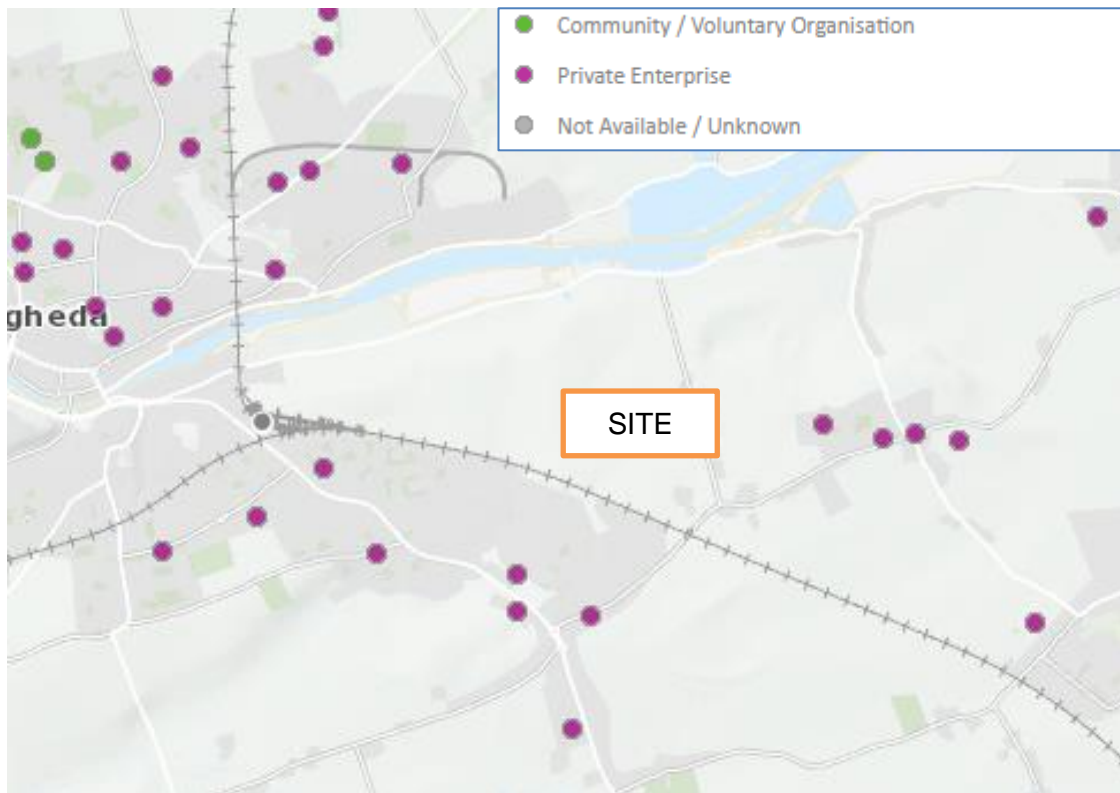 Community / Voluntary Organisation
Private Enterprise
Not Available / Unknown
gheda
SITE